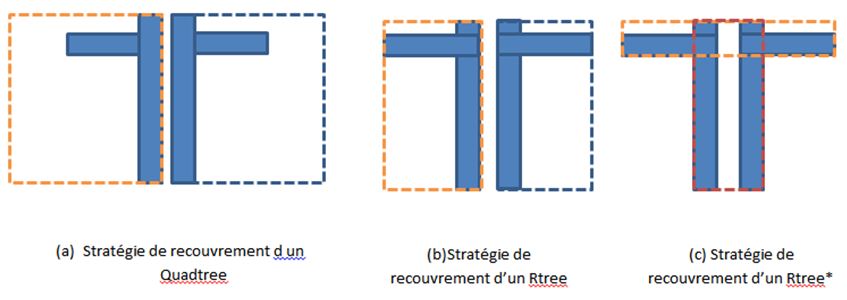 (a) Stratégie de recouvrement d un
Quadtree
(b)Stratégie de
recouvrement d'un Rtree
(c) Stratégie de
recouvrement d'un Rtree*